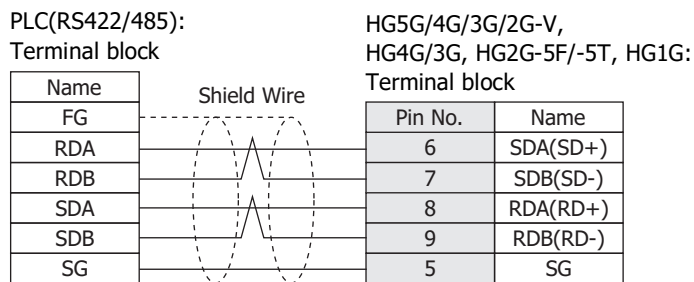 PLC(RS422/485):
Terminal block
HG5G/4G/3G/2G-V,
HG4G/3G, HG2G-5F/-5T, HG1G:
Terminal block
Shield Wire
Name
FG
RDA
RDB
SDA
SDB
SG
Pin No. Name
6 SDA(SD+)
7 SDB(SD-)
8 RDA(RD+)
9 RDB(RD-)
5 SG